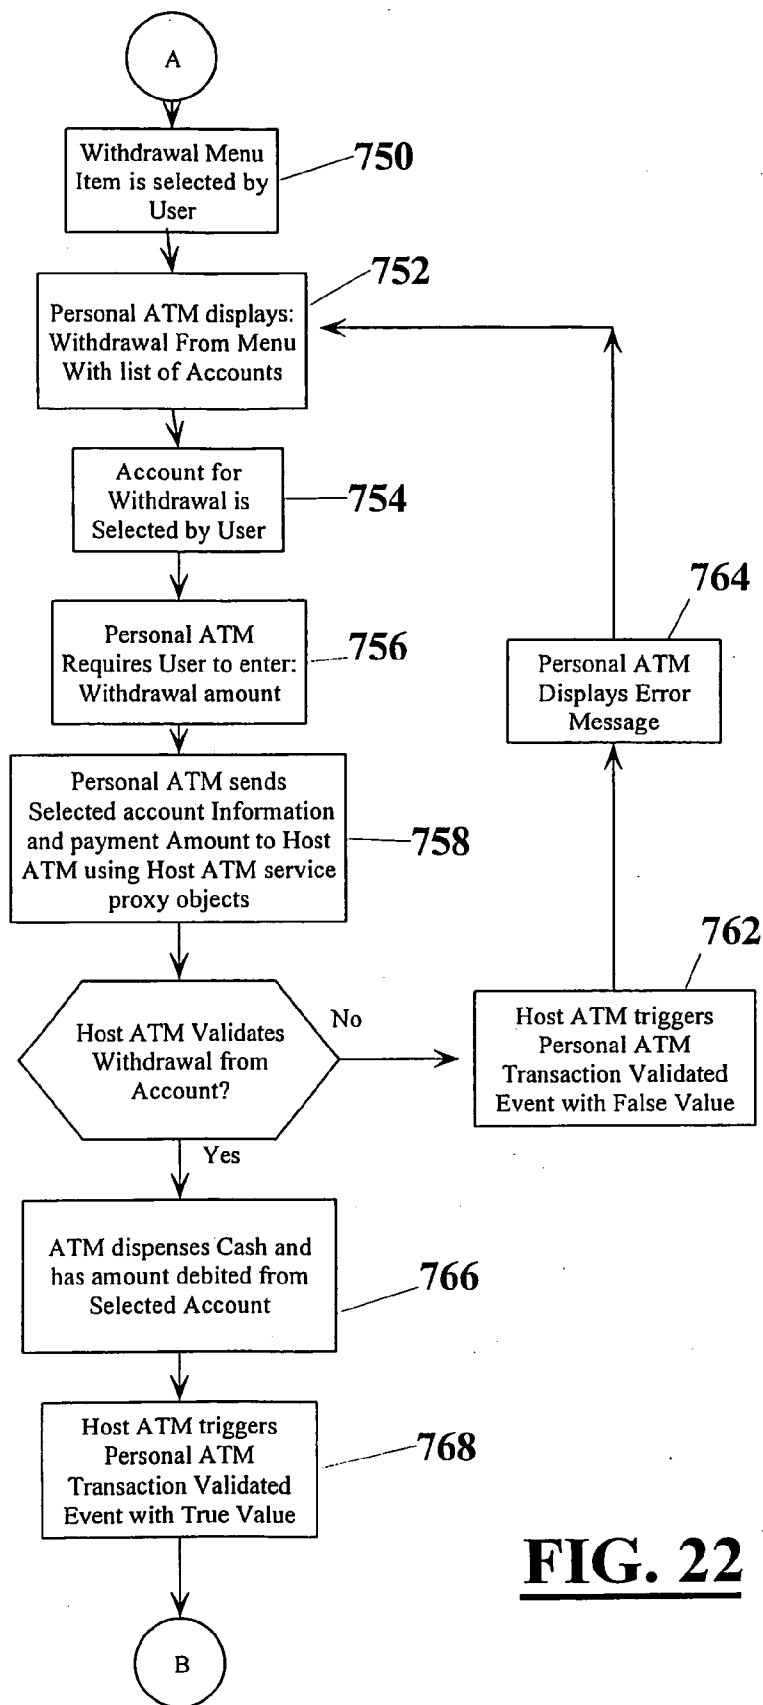 A
Withdrawal Menu
Item is selected by
User
750
Personal ATM displays:
Withdrawal From Menu
With list of Accounts
752
Account for
Withdrawal is
Selected by User
754
Personal ATM
Requires User to enter:
Withdrawal amount
756
Personal ATM sends
Selected account Information
and payment Amount to Host
ATM using Host ATM service
proxy objects
758
Host ATM Validates
Withdrawal from
Account?
No
Yes
762
Host ATM triggers
Personal ATM
Transaction Validated
Event with False Value
764
Personal ATM
Displays Error
Message
ATM dispenses Cash and
has amount debited from
Selected Account
766
Host ATM triggers
Personal ATM
Transaction Validated
Event with True Value
768
B
FIG. 22